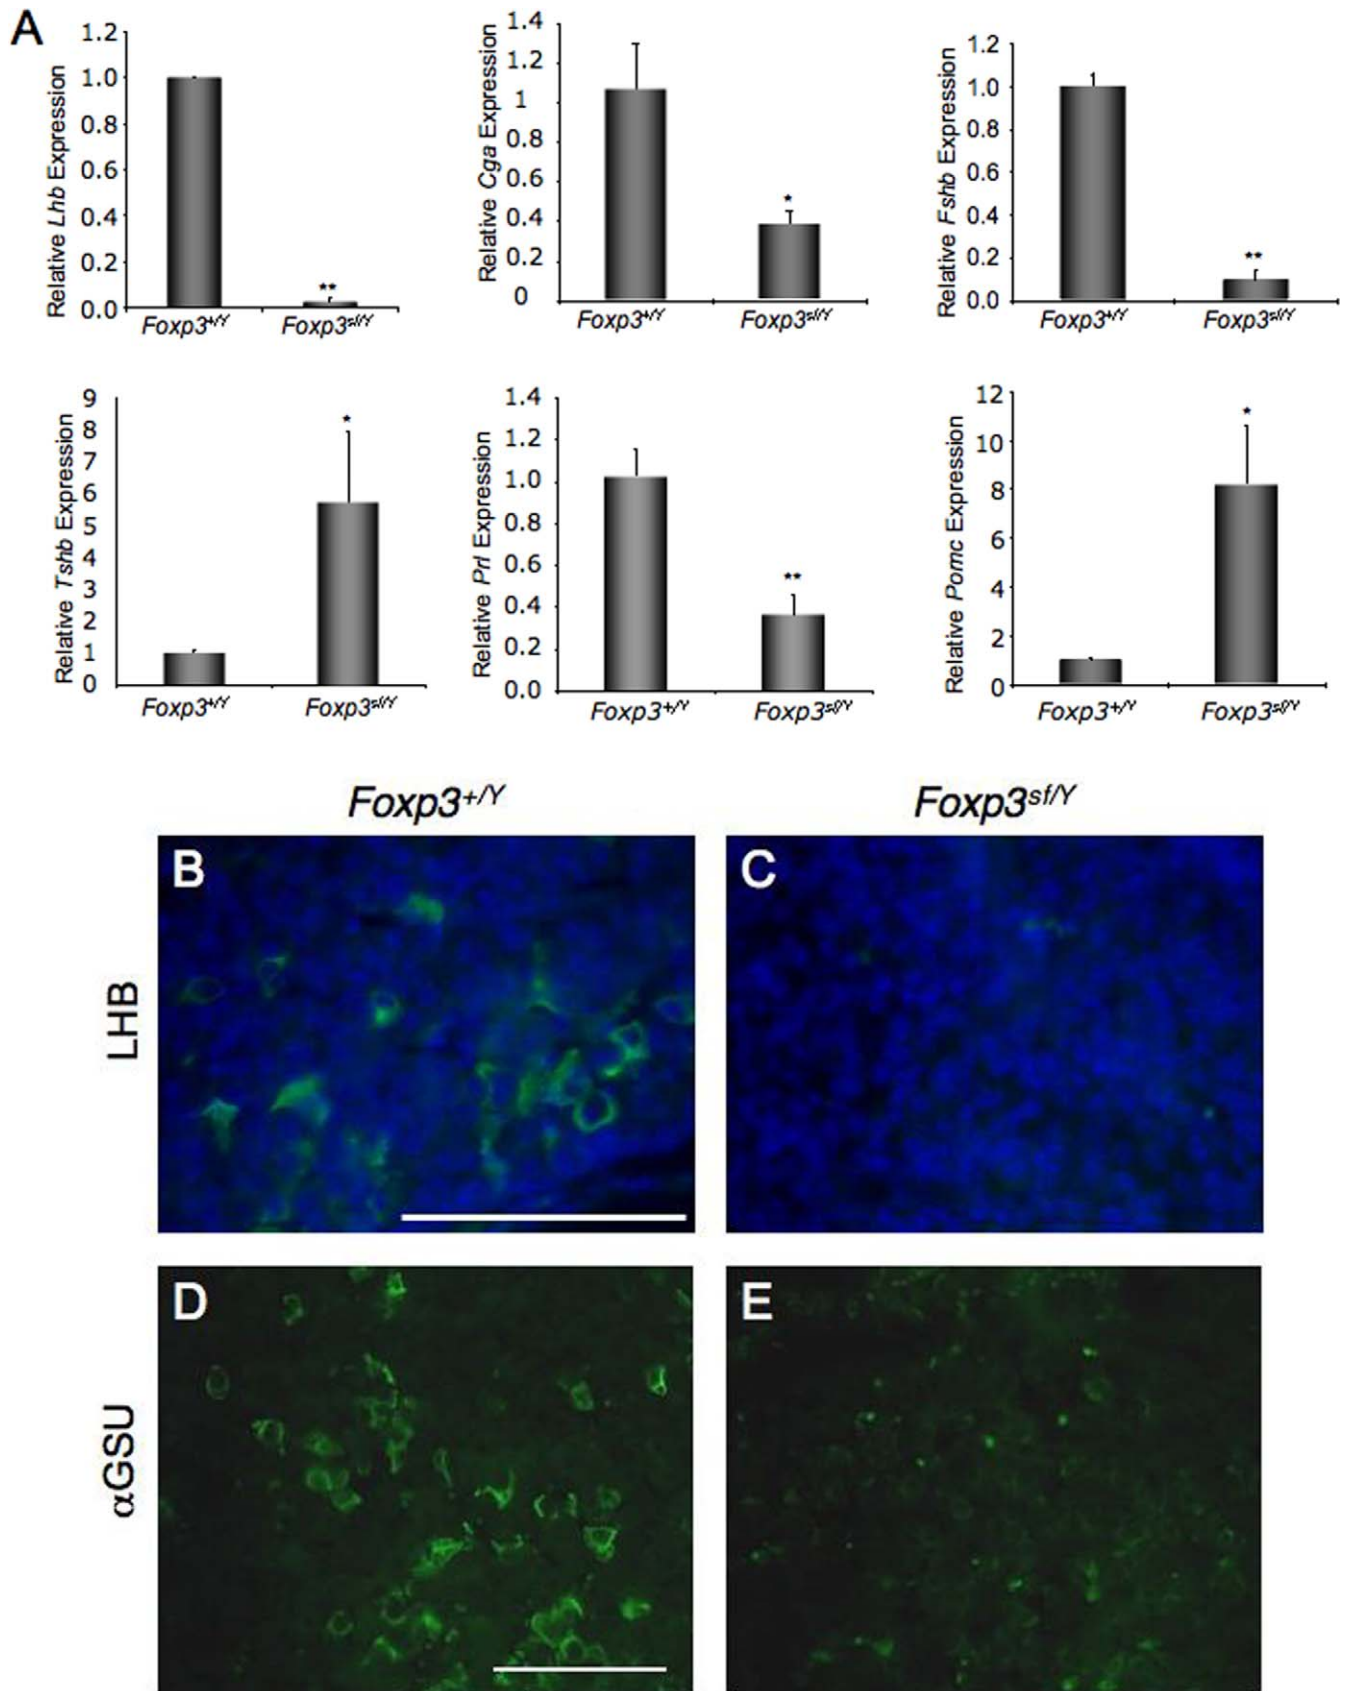 A
Relative Lhb Expression
1.2
1.0
0.8
0.6
0.4
0.2
0.0
**
Foxp3+/Y Foxp3sf/Y
Relative Cga Expression
1.4
1.2
1
0.8
0.6
0.4
0.2
0
*
Foxp3+/Y Foxp3sf/Y
Relative Fshb Expression
1.2
1.0
0.8
0.6
0.4
0.2
0.0
**
Foxp3+/Y Foxp3sf/Y
Relative Tshb Expression
9
8
7
6
5
4
3
2
1
0
*
Foxp3+/Y Foxp3sf/Y
Relative Prl Expression
1.4
1.2
1.0
0.8
0.6
0.4
0.2
0.0
**
Foxp3+/Y Foxp3sf/Y
Relative Pomc Expression
12
10
8
6
4
2
0
*
Foxp3+/Y Foxp3sf/Y
Foxp3+/Y Foxp3sf/Y
LHB
B
C
αGSU
D
E